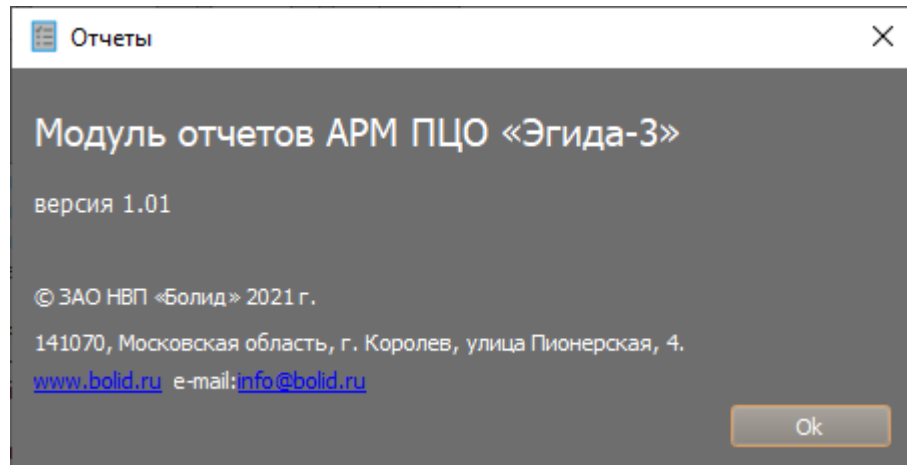 Отчеты
Модуль отчетов АРМ ПЦО «Эгида-3»
версия 1.01
© ЗАО НВП «Болид» 2021 г.
141070, Московская область, г. Королев, улица Пионерская, 4.
www.bolid.ru e-mail:info@bolid.ru
Ok